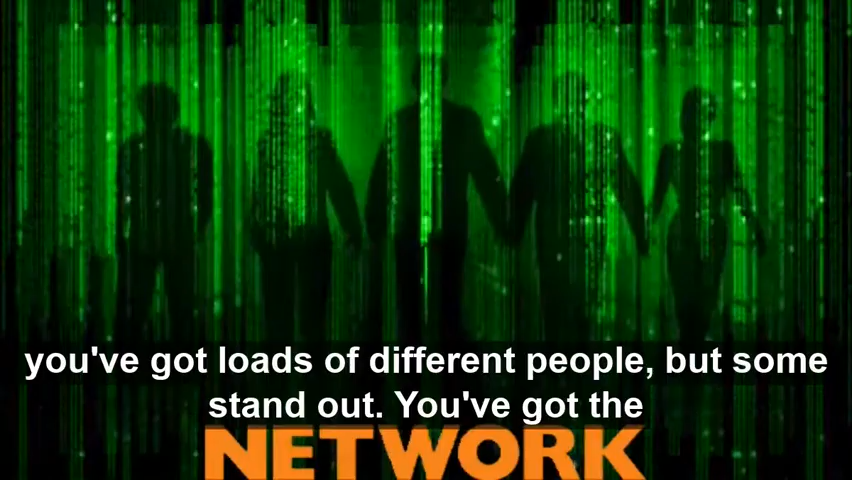 you've got loads of different people, but some
stand out. You've got the
NETWORK